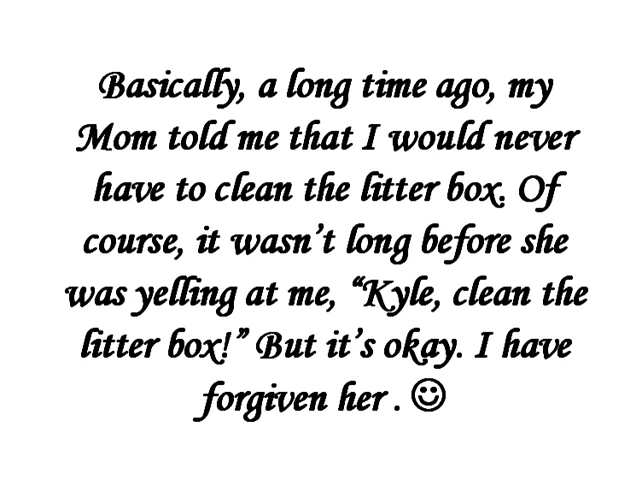 Basically, a long time ago, my
Mom told me that I would never
have to clean the litter box. Of
course, it wasn’t long before she
was yelling at me, “Kyle, clean the
litter box!” But it’s okay. I have
forgiven her . ☺